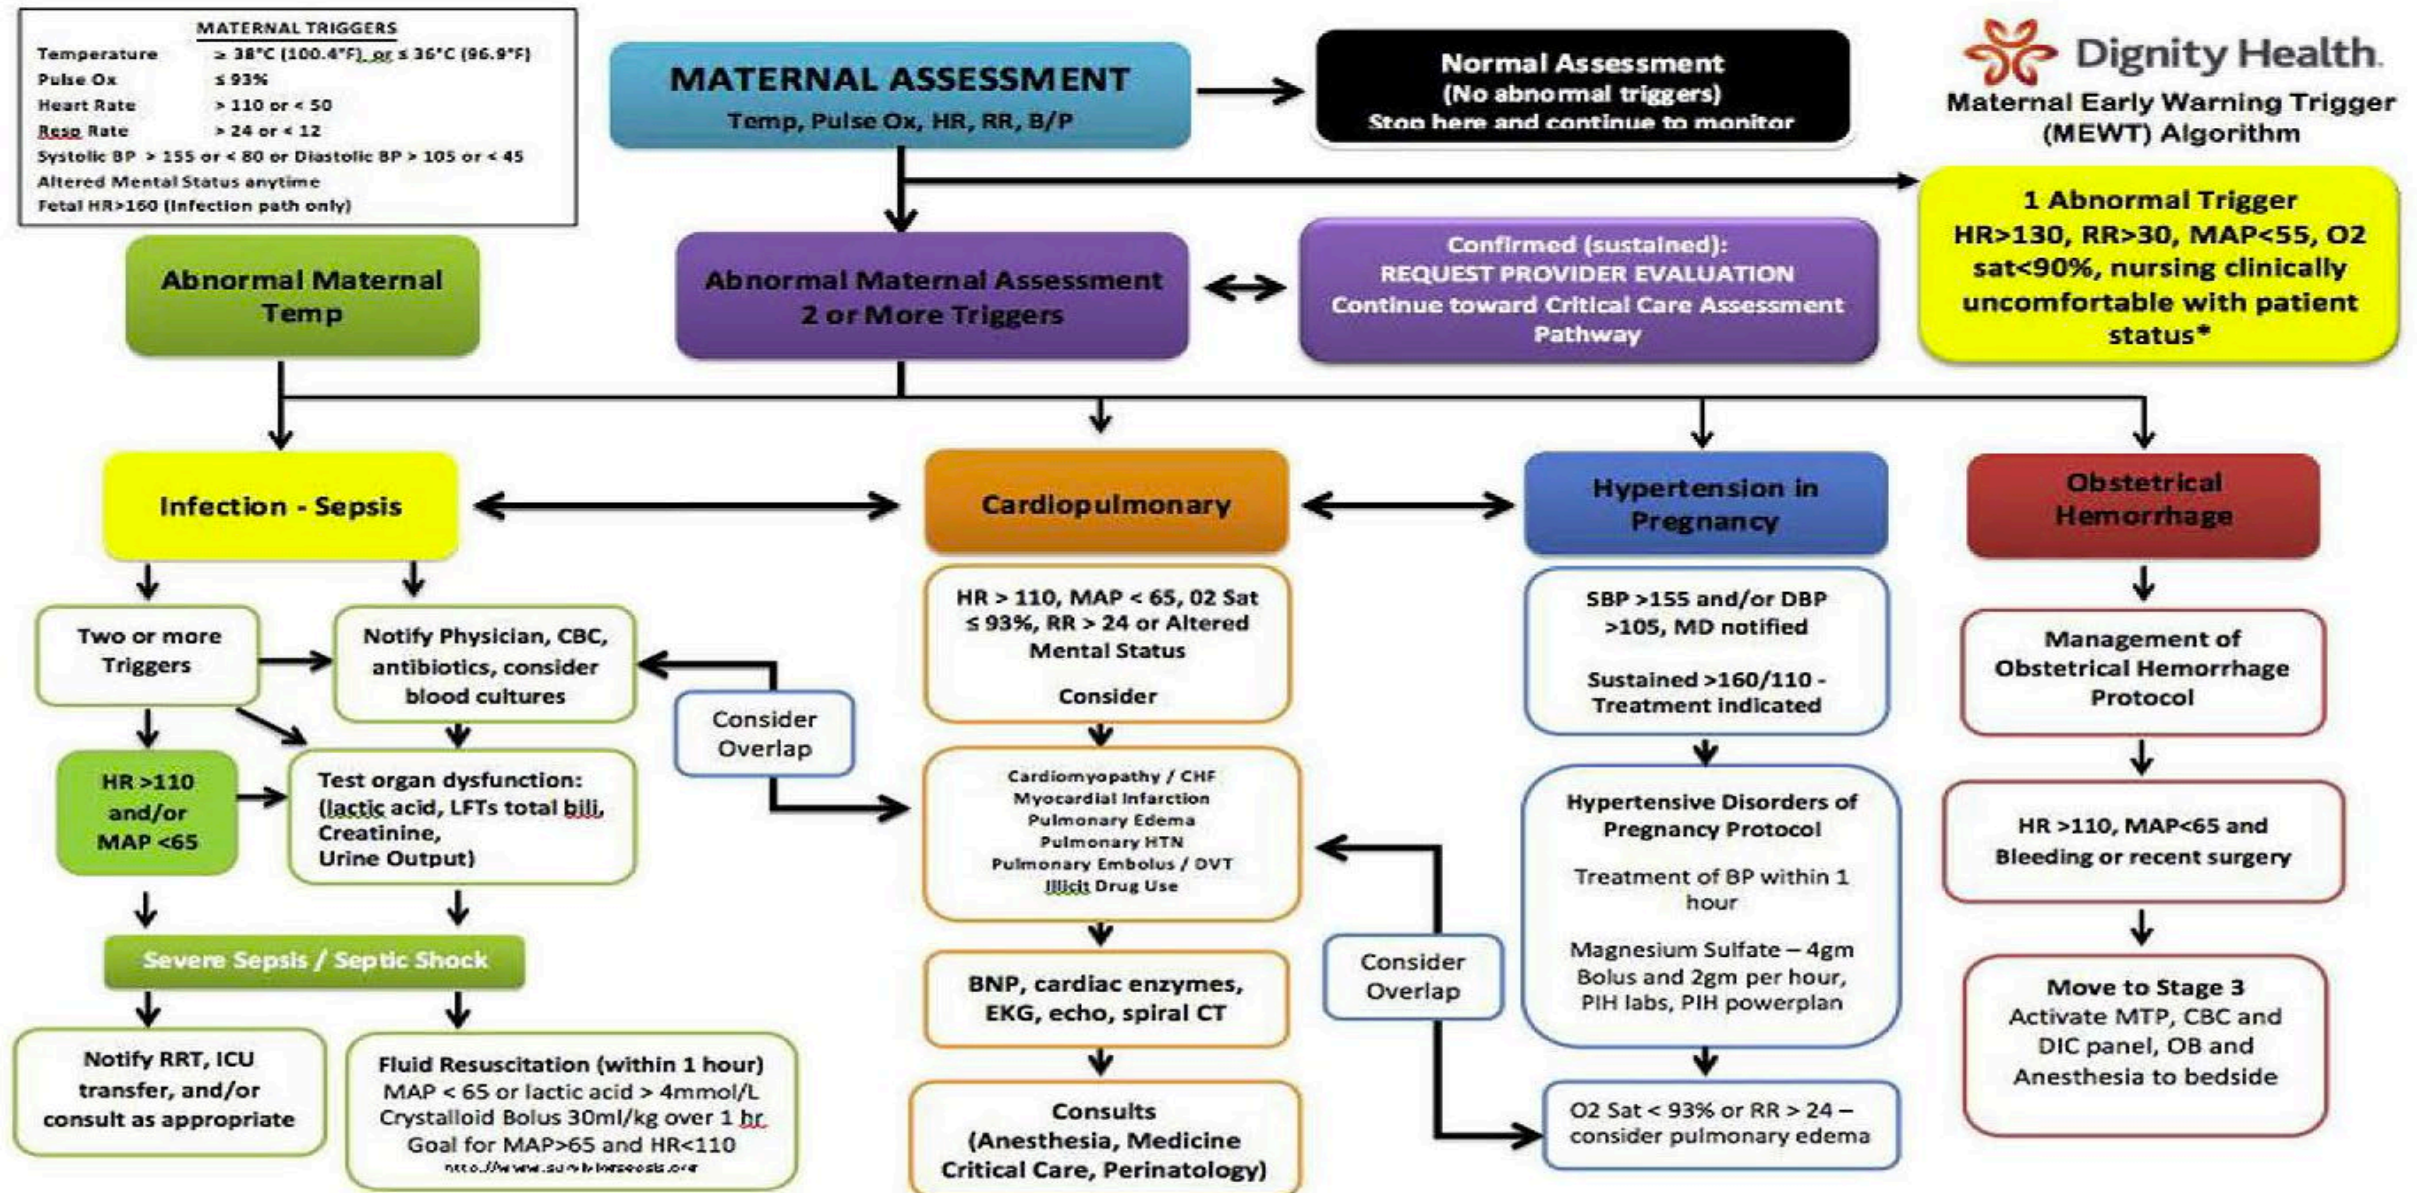 MATERNAL TRIGGERS
Temperature ≥ 38°C (100.4°F), or ≤ 36°C (96.9°F)
Pulse Ox ≤ 93%
Heart Rate > 110 or < 50
Resp Rate > 24 or < 12
Systolic BP > 155 or < 80 or Diastolic BP > 105 or < 45
Altered Mental Status anytime
Fetal HR>160 (Infection path only)
MATERNAL ASSESSMENT
Temp, Pulse Ox, HR, RR, B/P
Normal Assessment
(No abnormal triggers)
Stop here and continue to monitor
Dignity Health.
Maternal Early Warning Trigger
(MEWT) Algorithm
Abnormal Maternal
Temp
Abnormal Maternal Assessment
2 or More Triggers
Confirmed (sustained):
REQUEST PROVIDER EVALUATION
Continue toward Critical Care Assessment
Pathway
1 Abnormal Trigger
HR>130, RR>30, MAP<55, O2
sat<90%, nursing clinically
uncomfortable with patient
status*
Infection - Sepsis
Two or more
Triggers
Notify Physician, CBC,
antibiotics, consider
blood cultures
HR >110
and/or
MAP <65
Test organ dysfunction:
(lactic acid, LFTs total bili,
Creatinine,
Urine Output)
Severe Sepsis / Septic Shock
Notify RRT, ICU
transfer, and/or
consult as appropriate
Fluid Resuscitation (within 1 hour)
MAP < 65 or lactic acid > 4mmol/L
Crystalloid Bolus 30ml/kg over 1 hr
Goal for MAP>65 and HR<110
Consider
Overlap
Cardiopulmonary
HR > 110, MAP < 65, 02 Sat
≤ 93%, RR > 24 or Altered
Mental Status
Consider
Cardiomyopathy / CHF
Myocardial Infarction
Pulmonary Edema
Pulmonary HTN
Pulmonary Embolus / DVT
Illicit Drug Use
BNP, cardiac enzymes,
EKG, echo, spiral CT
Consults
(Anesthesia, Medicine
Critical Care, Perinatology)
Consider
Overlap
Hypertension in
Pregnancy
SBP >155 and/or DBP
>105, MD notified
Sustained >160/110 -
Treatment indicated
Hypertensive Disorders of
Pregnancy Protocol
Treatment of BP within 1
hour
Magnesium Sulfate – 4gm
Bolus and 2gm per hour,
PIH labs, PIH powerplan
O2 Sat < 93% or RR > 24 –
consider pulmonary edema
Obstetrical
Hemorrhage
Management of
Obstetrical Hemorrhage
Protocol
HR >110, MAP<65 and
Bleeding or recent surgery
Move to Stage 3
Activate MTP, CBC and
DIC panel, OB and
Anesthesia to bedside